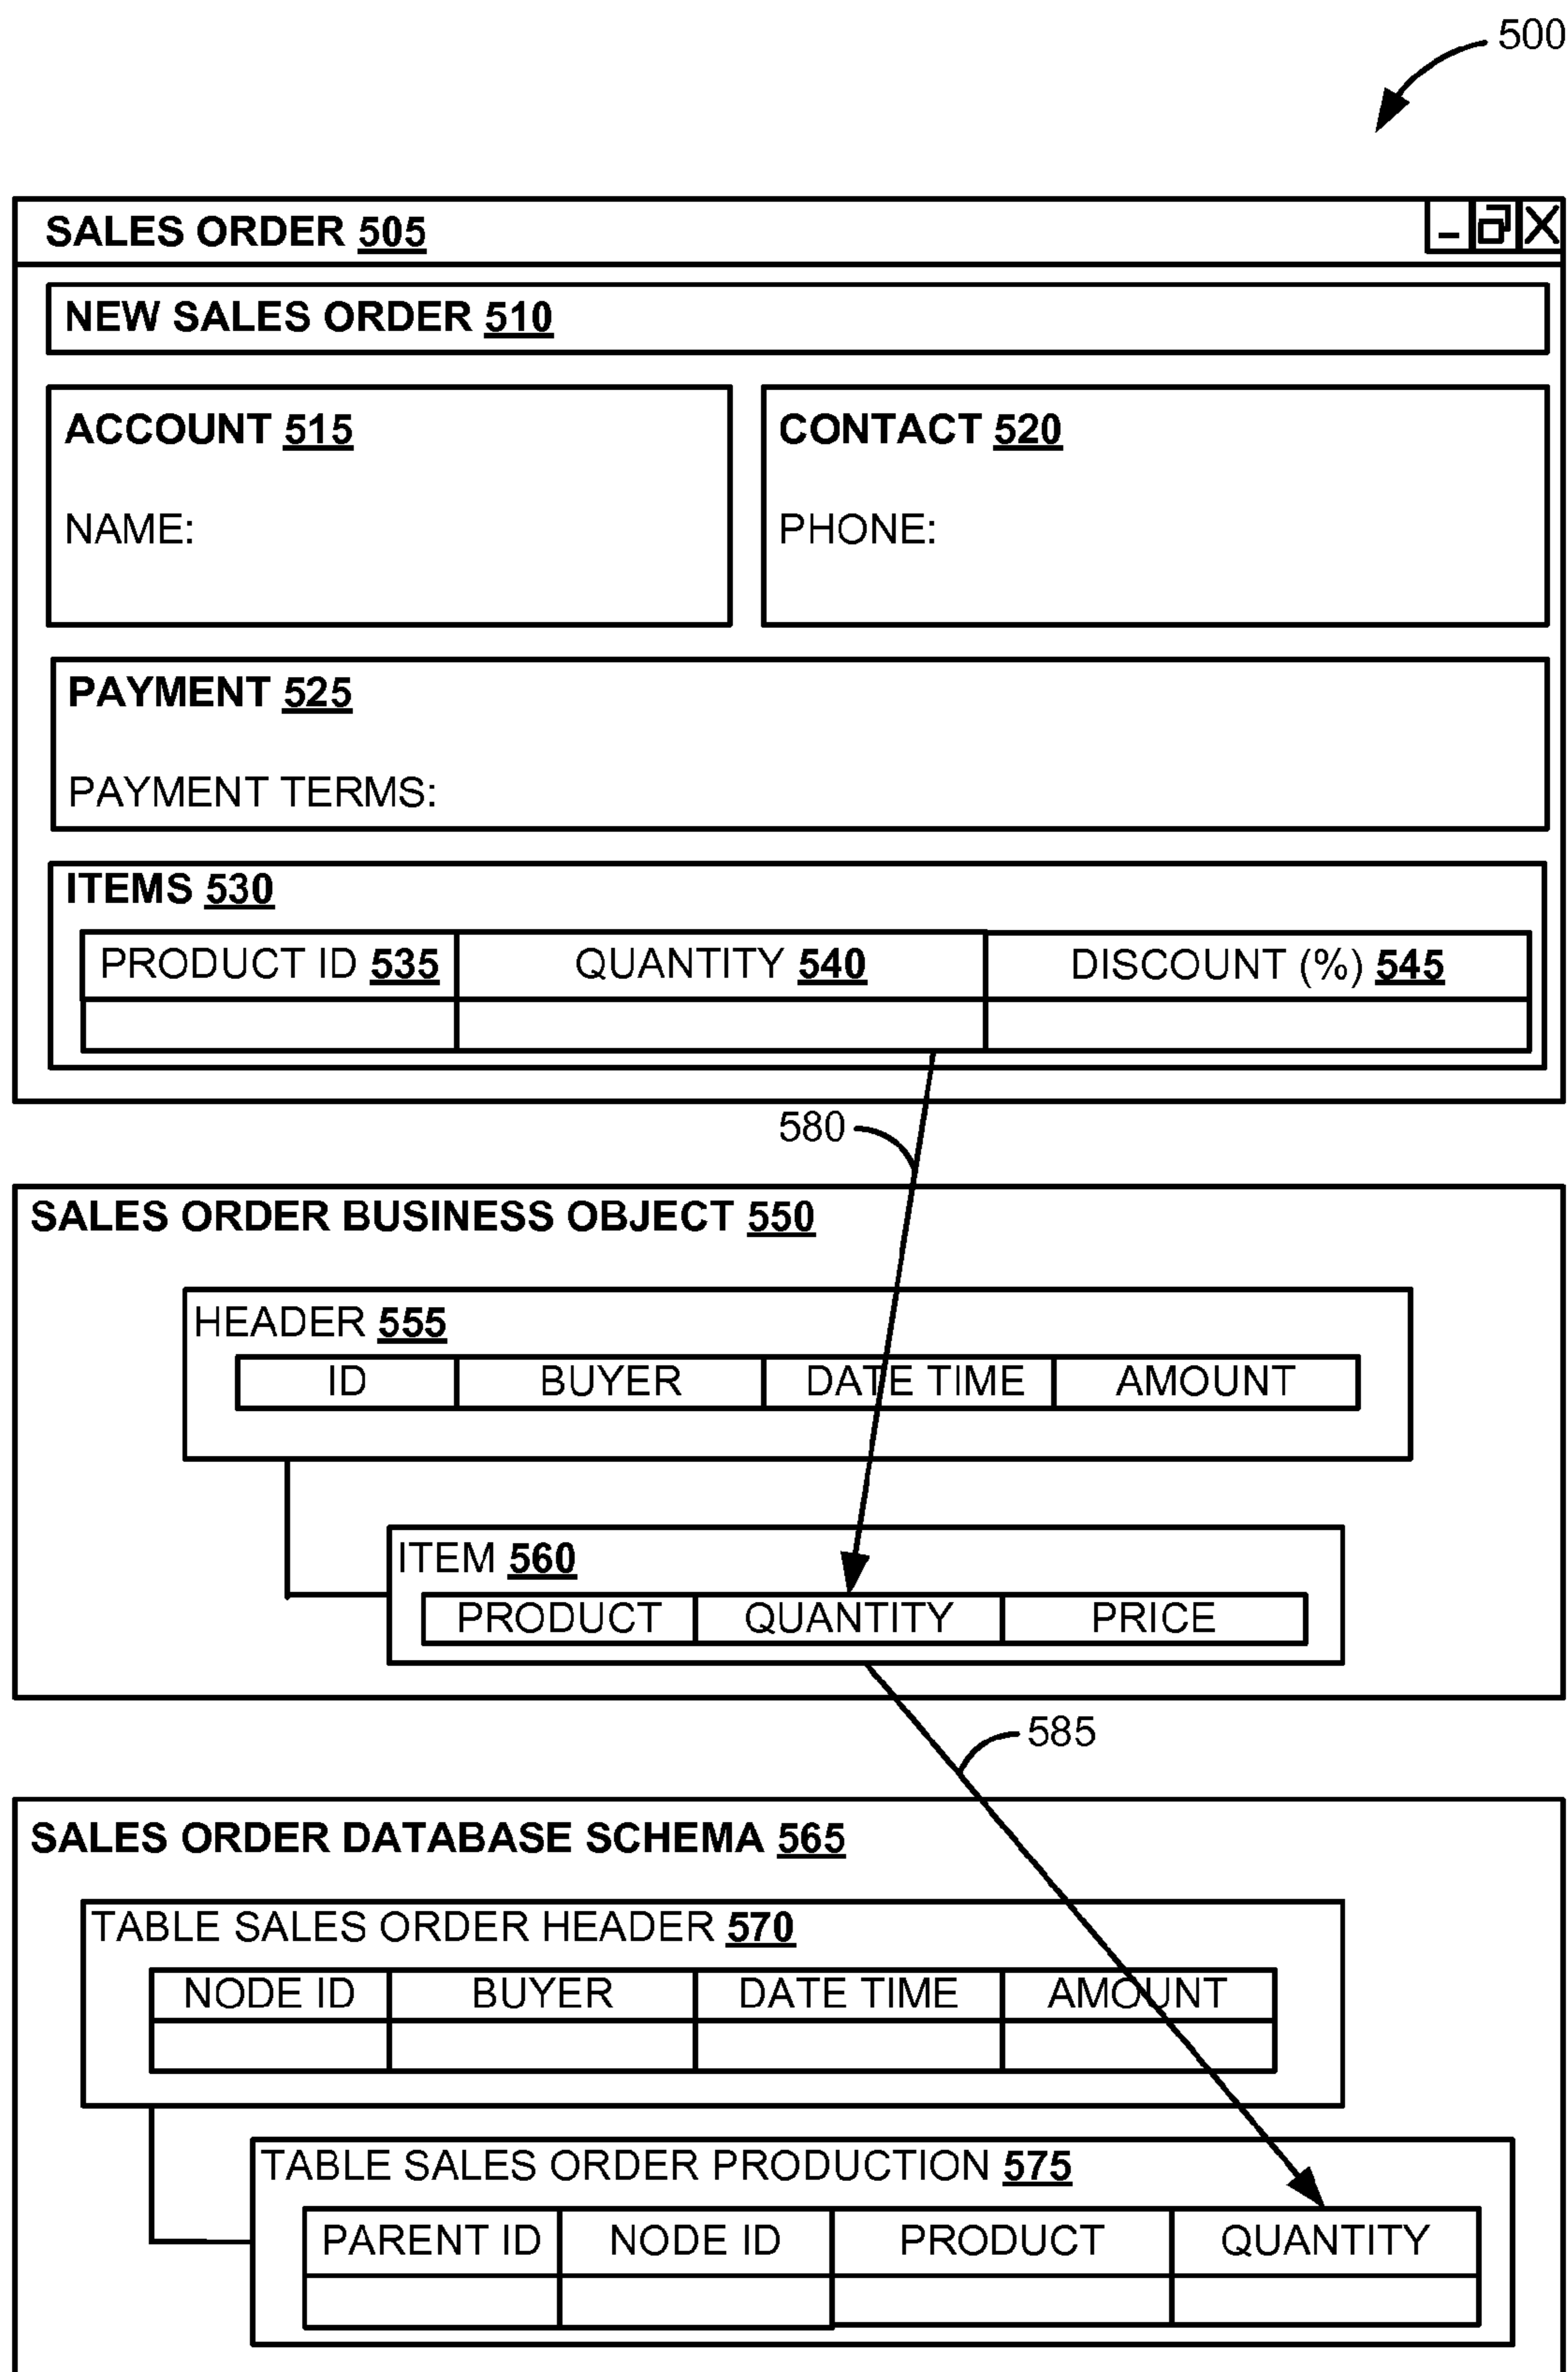 500
SALES ORDER 505
NEW SALES ORDER 510
ACCOUNT 515
NAME:
CONTACT 520
PHONE:
PAYMENT 525
PAYMENT TERMS:
ITEMS 530
PRODUCT ID 535 QUANTITY 540 DISCOUNT (%) 545
580
SALES ORDER BUSINESS OBJECT 550
HEADER 555
ID BUYER DATE TIME AMOUNT
ITEM 560
PRODUCT QUANTITY PRICE
585
SALES ORDER DATABASE SCHEMA 565
TABLE SALES ORDER HEADER 570
NODE ID BUYER DATE TIME AMOUNT
TABLE SALES ORDER PRODUCTION 575
PARENT ID NODE ID PRODUCT QUANTITY